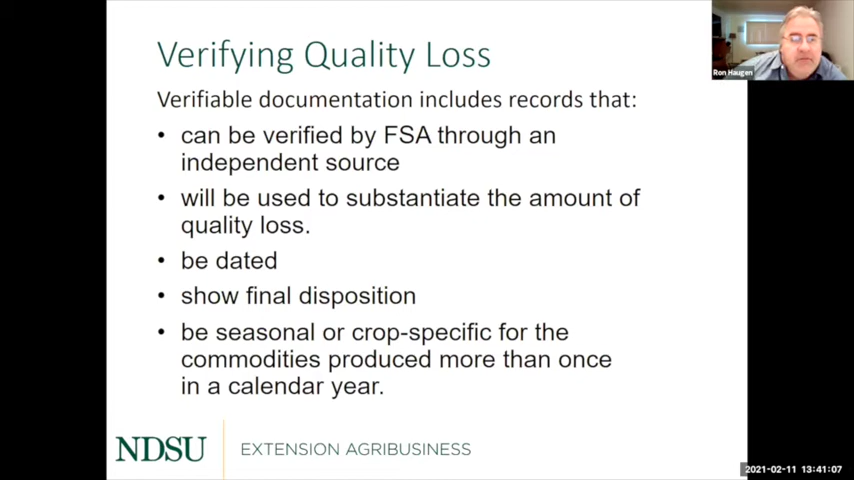 Verifying Quality Loss
Ron Haugen
Verifiable documentation includes records that:
• can be verified by FSA through an
independent source
• will be used to substantiate the amount of
quality loss.
• be dated
• show final disposition
• be seasonal or crop-specific for the
commodities produced more than once
in a calendar year.
NDSU
EXTENSION AGRIBUSINESS
2021-02-11 13:41:07